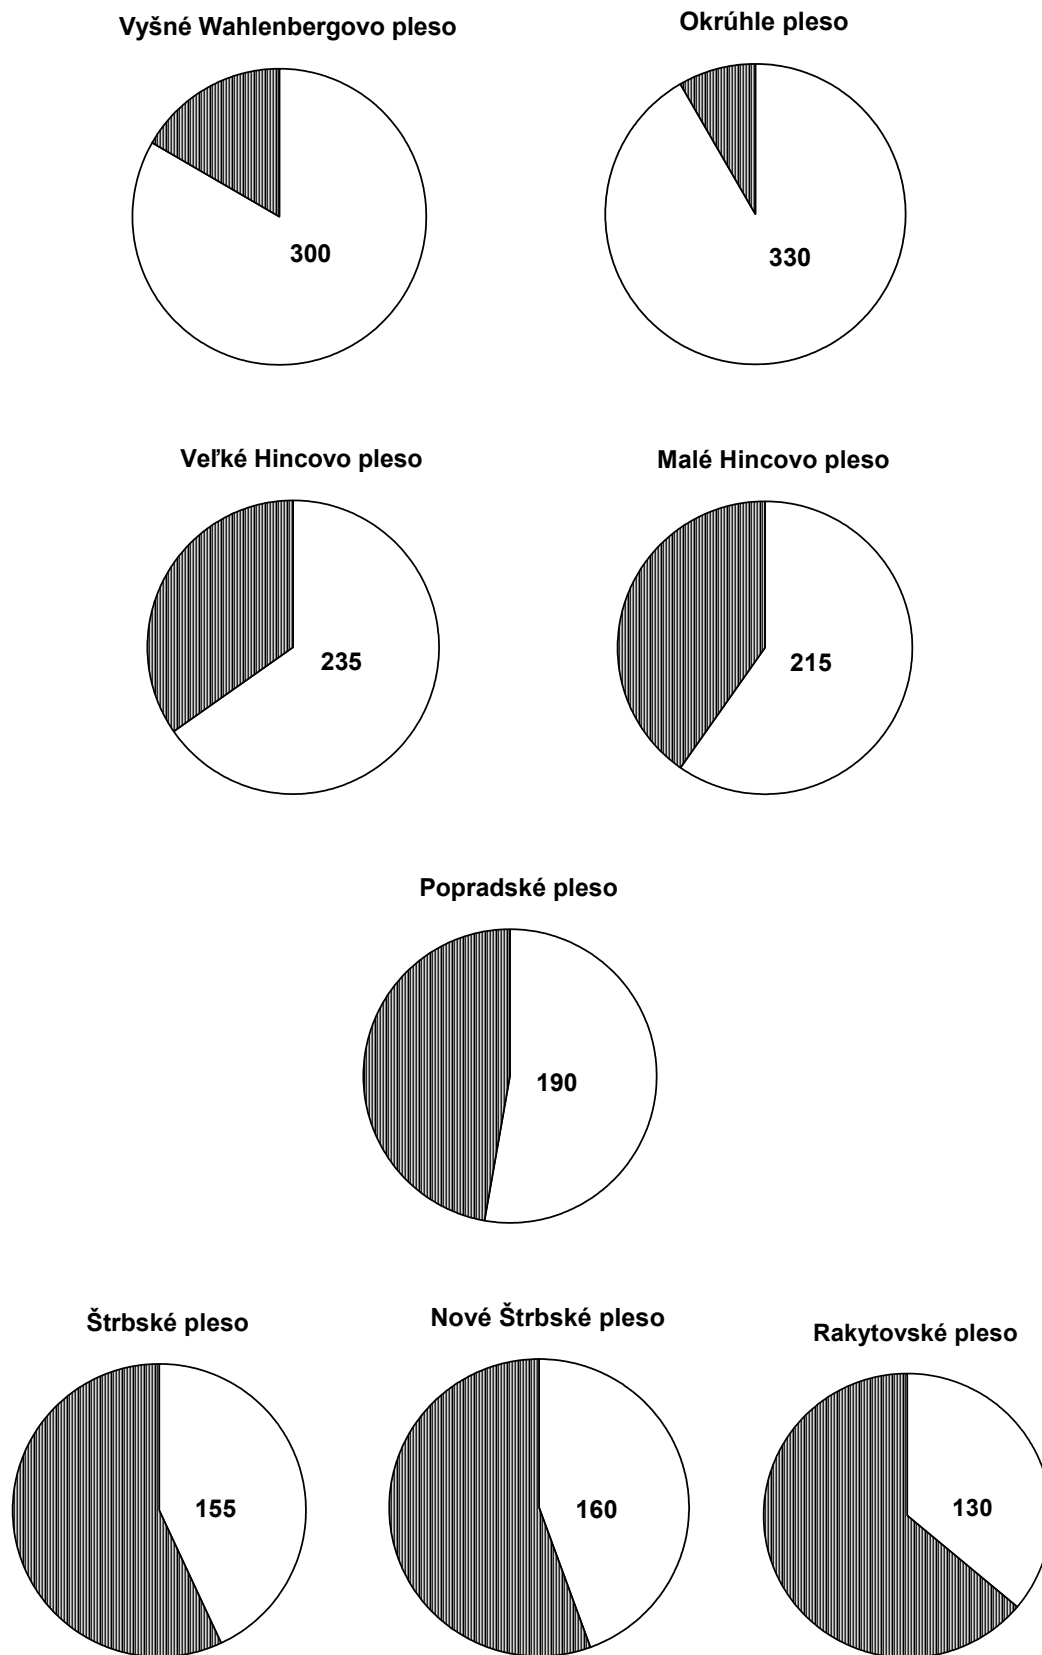 Vyšné Wahlenbergovo pleso
Okrúhle pleso
300
330
Veľké Hincovo pleso
Malé Hincovo pleso
235
215
Popradské pleso
190
Štrbské pleso
Nové Štrbské pleso
Rakytovské pleso
155
160
130